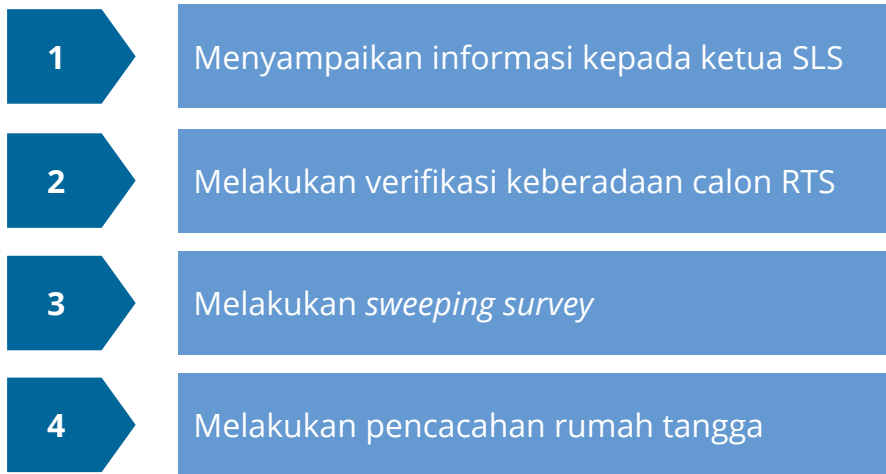 1
Menyampaikan informasi kepada ketua SLS
2
Melakukan verifikasi keberadaan calon RTS
3
Melakukan sweeping survey
4
Melakukan pencacahan rumah tangga